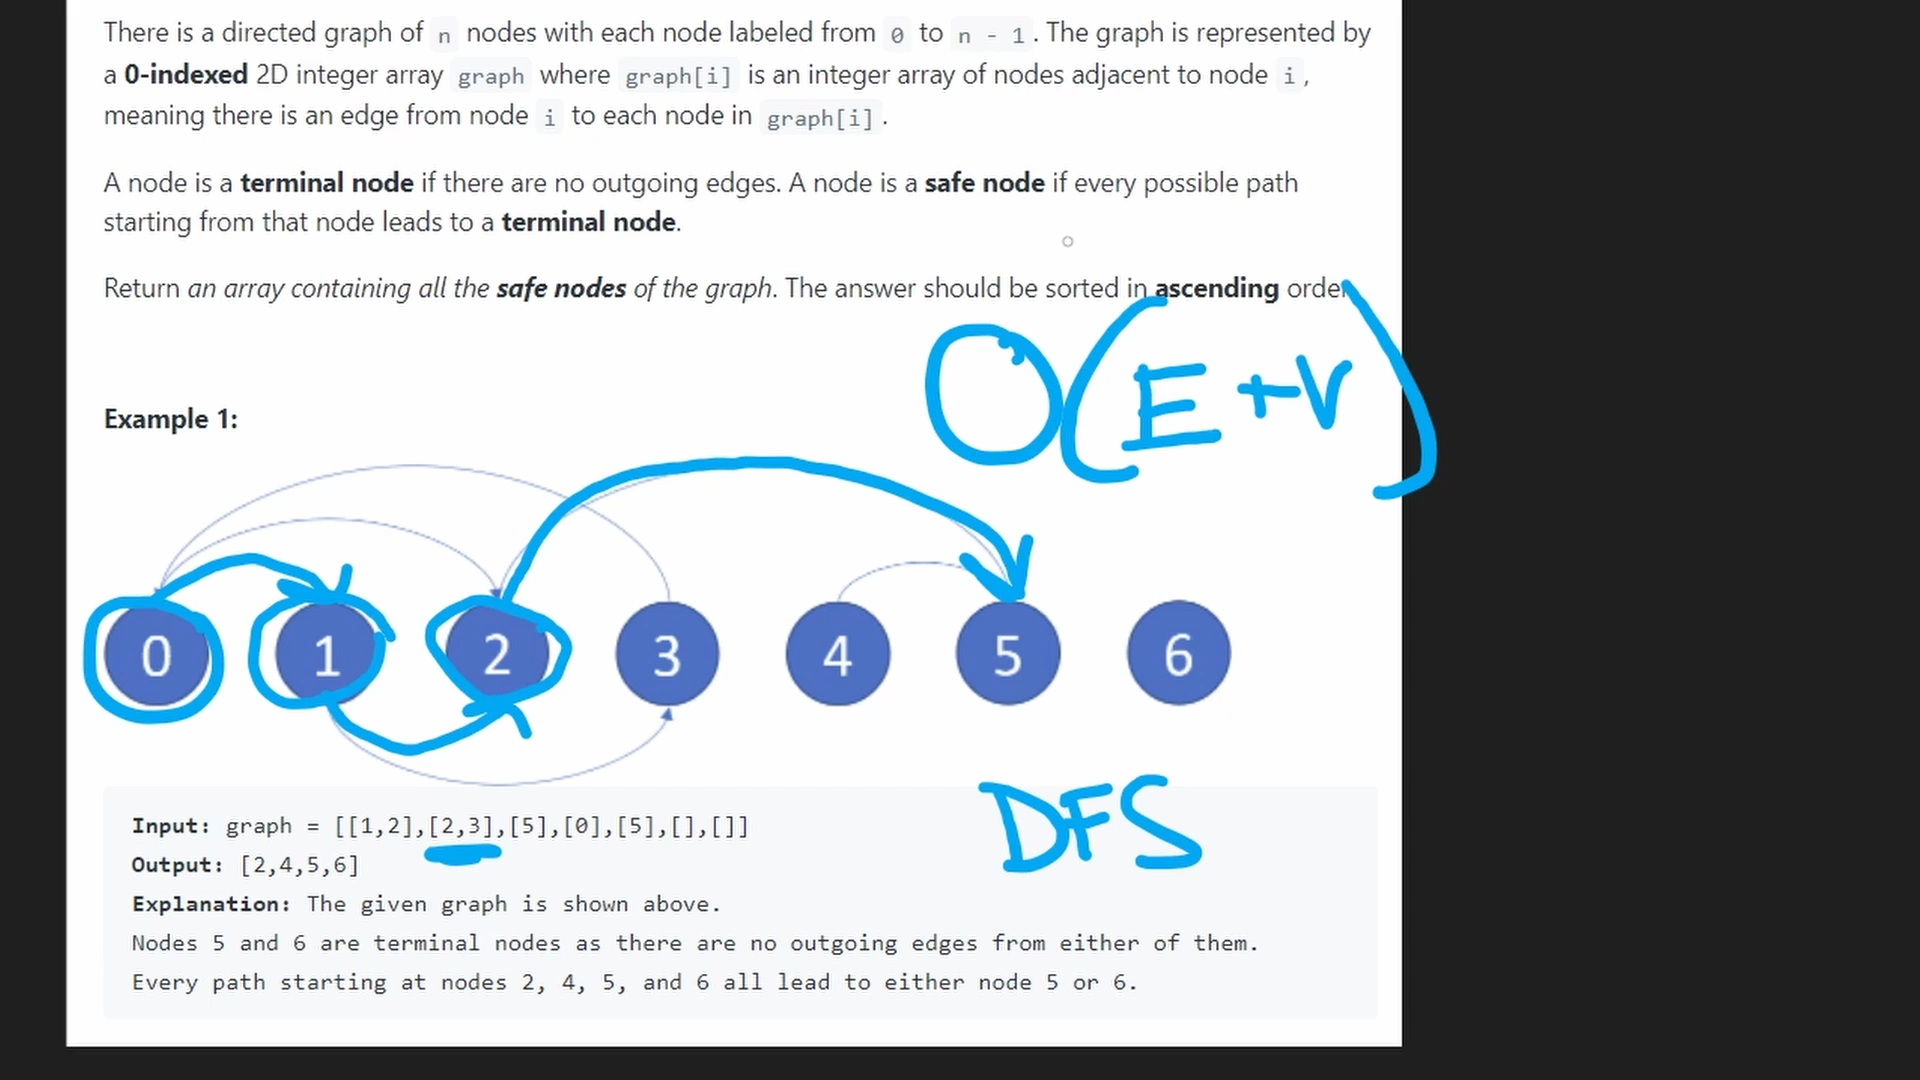 There is a directed graph of n nodes with each node labeled from 0 to n - 1. The graph is represented by
a 0-indexed 2D integer array graph where graph[i] is an integer array of nodes adjacent to node i,
meaning there is an edge from node i to each node in graph[i].
A node is a terminal node if there are no outgoing edges. A node is a safe node if every possible path
starting from that node leads to a terminal node.
Return an array containing all the safe nodes of the graph. The answer should be sorted in ascending order
O(E+V)
Example 1:
0 1 2 3 4 5 6
DFS
Input: graph = [[1,2],[2,3],[5],[0],[5],[],[]]
Output: [2,4,5,6]
Explanation: The given graph is shown above.
Nodes 5 and 6 are terminal nodes as there are no outgoing edges from either of them.
Every path starting at nodes 2, 4, 5, and 6 all lead to either node 5 or 6.